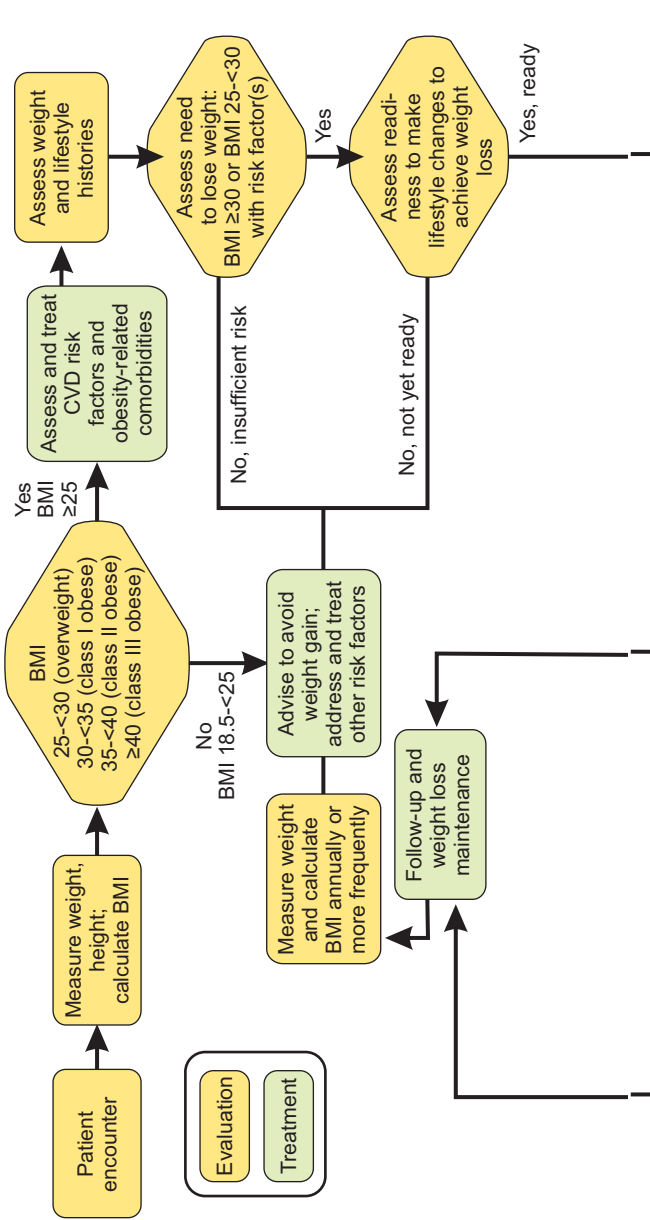 Patient
encounter
Measure weight,
height;
calculate BMI
BMI
25-<30 (overweight)
30-<35 (class I obese)
35-<40 (class II obese)
≥40 (class III obese)
Yes
BMI
≥25
Assess and treat
CVD risk
factors and
obesity-related
comorbidities
Assess weight
and lifestyle
histories
Assess need
to lose weight:
BMI ≥30 or BMI 25-<30
with risk factor(s)
Yes
Assess readi-
ness to make
lifestyle changes to
achieve weight
loss
Yes, ready
No, insufficient risk
No, not yet ready
No
BMI 18.5-<25
Advise to avoid
weight gain;
address and treat
other risk factors
Measure weight
and calculate
BMI annually or
more frequently
Follow-up and
weight loss
maintenance
Evaluation
Treatment